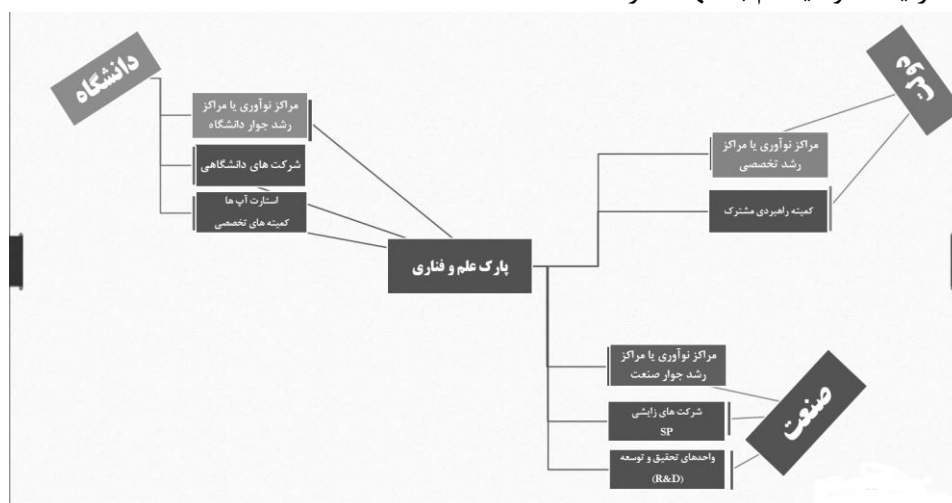 دانشگاه
مراکز نوآوری یا مراکز
رشد جوار دانشگاه
شرکت های دانشگاهی
استارت آپ ها
کمیته های تخصصی
پارک علم و فناری
مراکز نوآوری یا مراکز
رشد تخصصی
کمیته راهبردی مشترک
مراکز نوآوری یا مراکز
رشد جوار صنعت
شرکت های زایشی
SP
واحدهای تحقیق و توسعه
(R&D)
صنعت